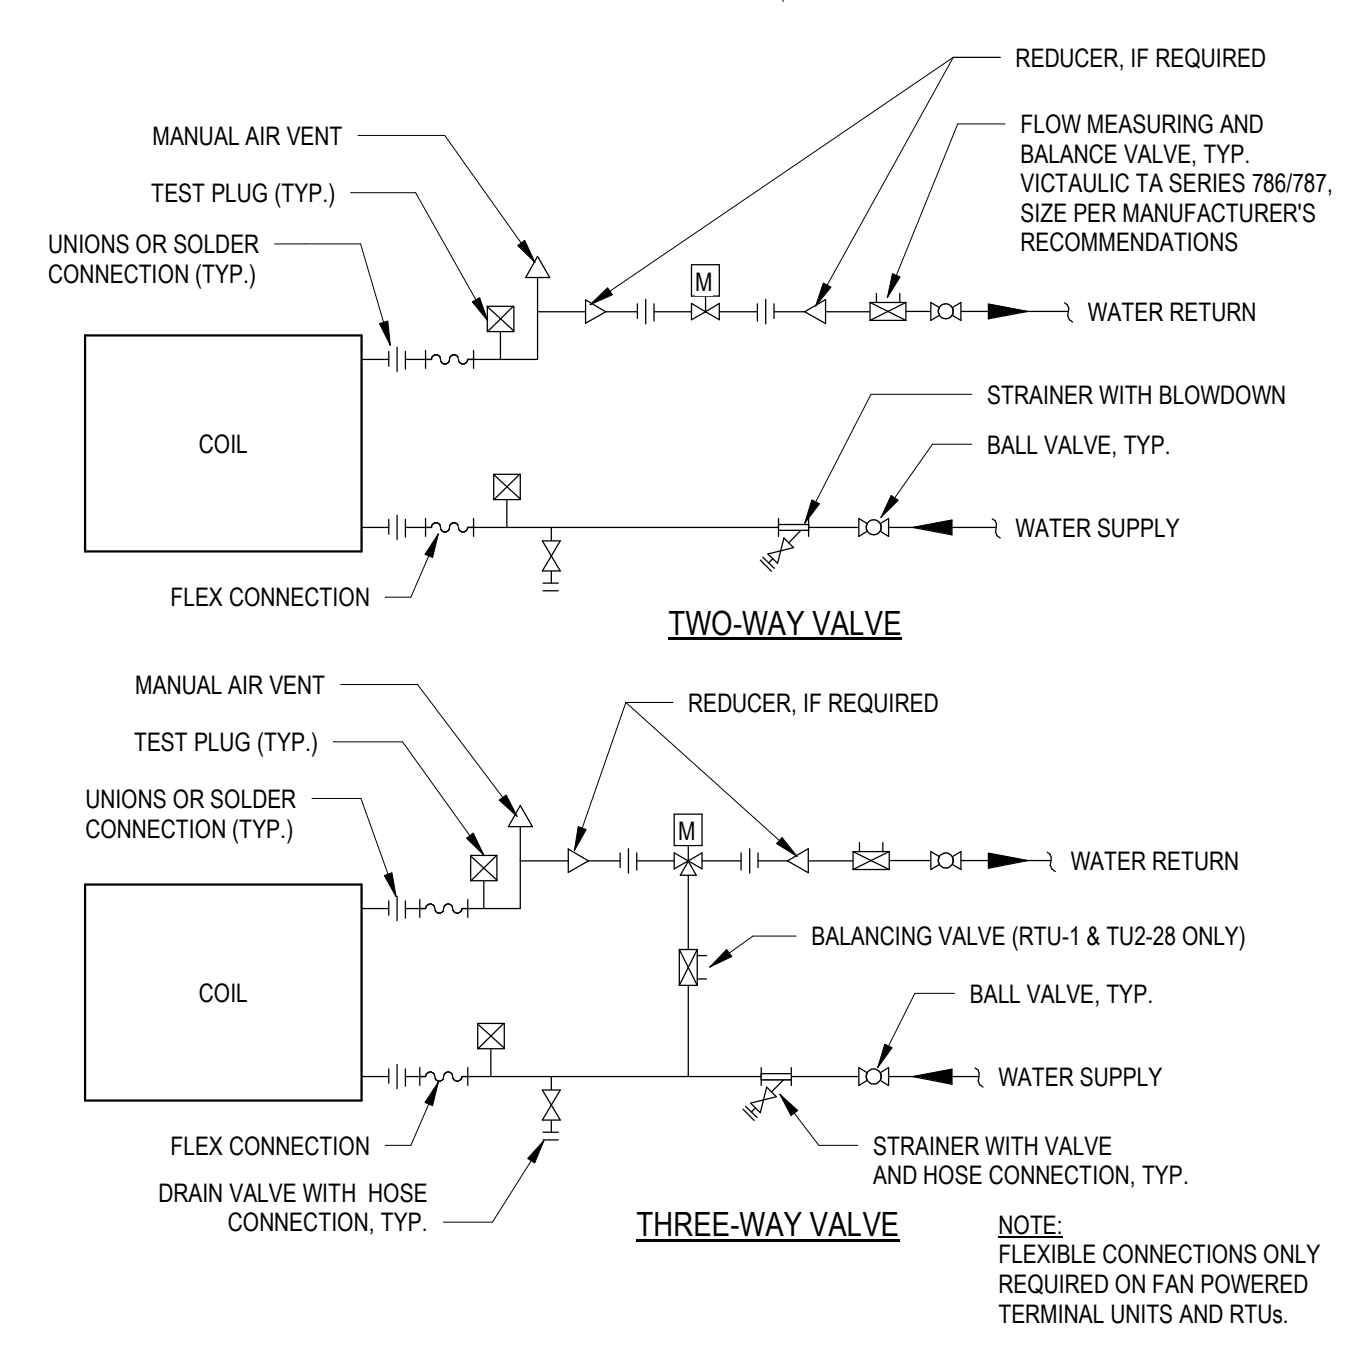 REDUCER, IF REQUIRED
FLOW MEASURING AND
BALANCE VALVE, TYP.
VICTAULIC TA SERIES 786/787,
SIZE PER MANUFACTURER'S
RECOMMENDATIONS
MANUAL AIR VENT
TEST PLUG (TYP.)
UNIONS OR SOLDER
CONNECTION (TYP.)
M
WATER RETURN
STRAINER WITH BLOWDOWN
COIL
BALL VALVE, TYP.
WATER SUPPLY
FLEX CONNECTION
TWO-WAY VALVE
MANUAL AIR VENT
REDUCER, IF REQUIRED
TEST PLUG (TYP.)
UNIONS OR SOLDER
CONNECTION (TYP.)
M
WATER RETURN
BALANCING VALVE (RTU-1 & TU2-28 ONLY)
COIL
BALL VALVE, TYP.
WATER SUPPLY
FLEX CONNECTION
STRAINER WITH VALVE
AND HOSE CONNECTION, TYP.
DRAIN VALVE WITH HOSE
CONNECTION, TYP.
THREE-WAY VALVE
NOTE:
FLEXIBLE CONNECTIONS ONLY
REQUIRED ON FAN POWERED
TERMINAL UNITS AND RTUs.